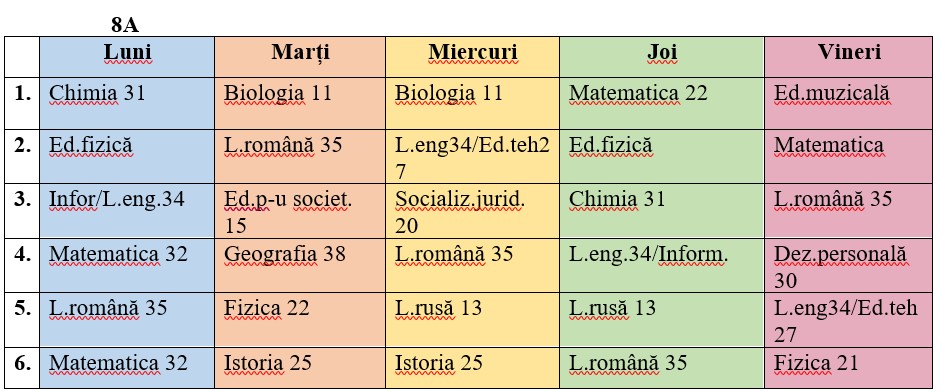 8A
Luni Marți Miercuri Joi Vineri
1. Chimia 31 Biologia 11 Biologia 11 Matematica 22 Ed.muzicală
2. Ed.fizică L.română 35 L.eng34/Ed.teh2 Ed.fizică Matematica
7
3. Infor/L.eng.34 Ed.p-u societ. Socializ.jurid. Chimia 31 L.română 35
15 20
4. Matematica 32 Geografia 38 L.română 35 L.eng.34/Inform. Dez.personală
30
5. L.română 35 Fizica 22 L.rusă 13 L.rusă 13 L.eng34/Ed.teh
27
6. Matematica 32 Istoria 25 Istoria 25 L.română 35 Fizica 21